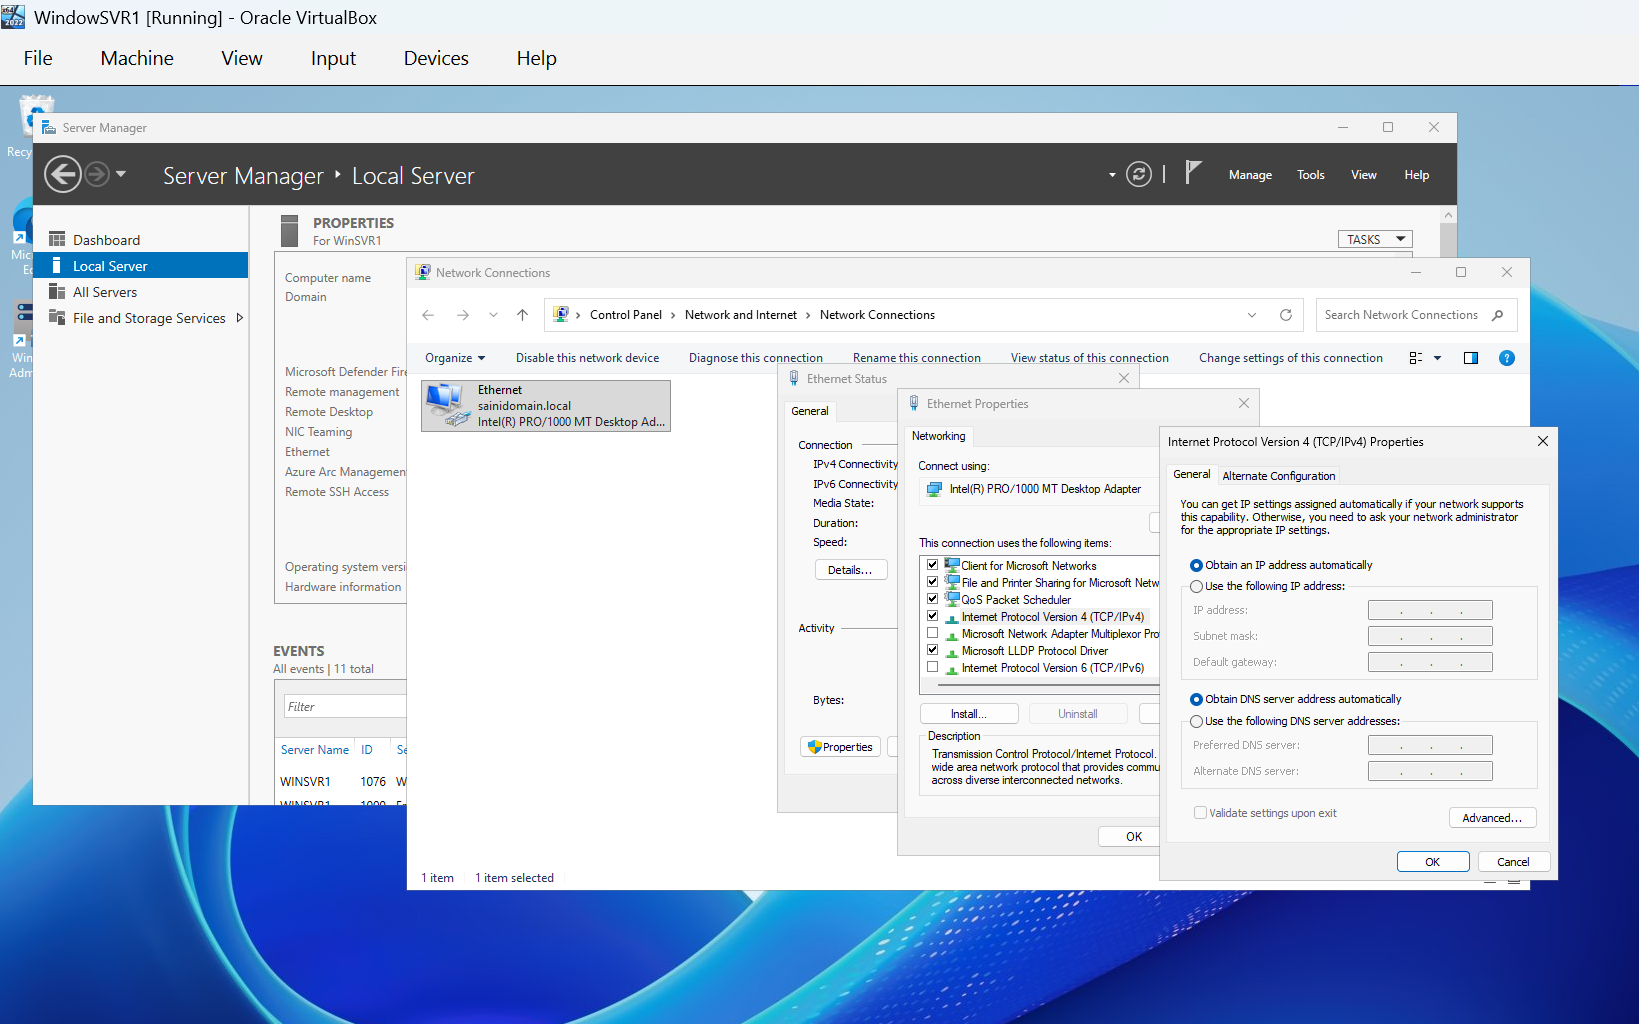 WindowSVR1 [Running] - Oracle VirtualBox
File Machine View Input Devices Help
Server Manager
Server Manager Local Server
Manage Tools View Help
Dashboard
Local Server
All Servers
File and Storage Services
PROPERTIES
For WinSVR1
TASKS
Computer name
Domain
Microsoft Defender Fire
Remote management
Remote Desktop
NIC Teaming
Ethernet
Azure Arc Managemen
Remote SSH Access
Operating system versi
Hardware information
EVENTS
All events | 11 total
Filter
Server Name ID Se
WINSVR1 1076 W
Network Connections
Control Panel Network and Internet Network Connections
Search Network Connections
Organize Disable this network device Diagnose this connection Rename this connection View status of this connection Change settings of this connection
Ethernet
sainidomain.local
Intel(R) PRO/1000 MT Desktop Ad...
1 item 1 item selected
Ethernet Status
General
Connection
IPv4 Connectivity
IPv6 Connectivity
Media State:
Duration:
Speed:
Details...
Activity
Bytes:
Properties
Ethernet Properties
Networking
Connect using:
Intel(R) PRO/1000 MT Desktop Adapter
This connection uses the following items:
Client for Microsoft Networks
File and Printer Sharing for Microsoft Netw
QoS Packet Scheduler
Internet Protocol Version 4 (TCP/IPv4)
Microsoft Network Adapter Multiplexor Pro
Microsoft LLDP Protocol Driver
Internet Protocol Version 6 (TCP/IPv6)
Install... Uninstall
Description
Transmission Control Protocol/Internet Protocol.
wide area network protocol that provides commu
across diverse interconnected networks.
OK
Internet Protocol Version 4 (TCP/IPv4) Properties
General Alternate Configuration
You can get IP settings assigned automatically if your network supports
this capability. Otherwise, you need to ask your network administrator
for the appropriate IP settings.
Obtain an IP address automatically
Use the following IP address:
IP address:
Subnet mask:
Default gateway:
Obtain DNS server address automatically
Use the following DNS server addresses:
Preferred DNS server:
Alternate DNS server:
Validate settings upon exit
Advanced...
OK Cancel